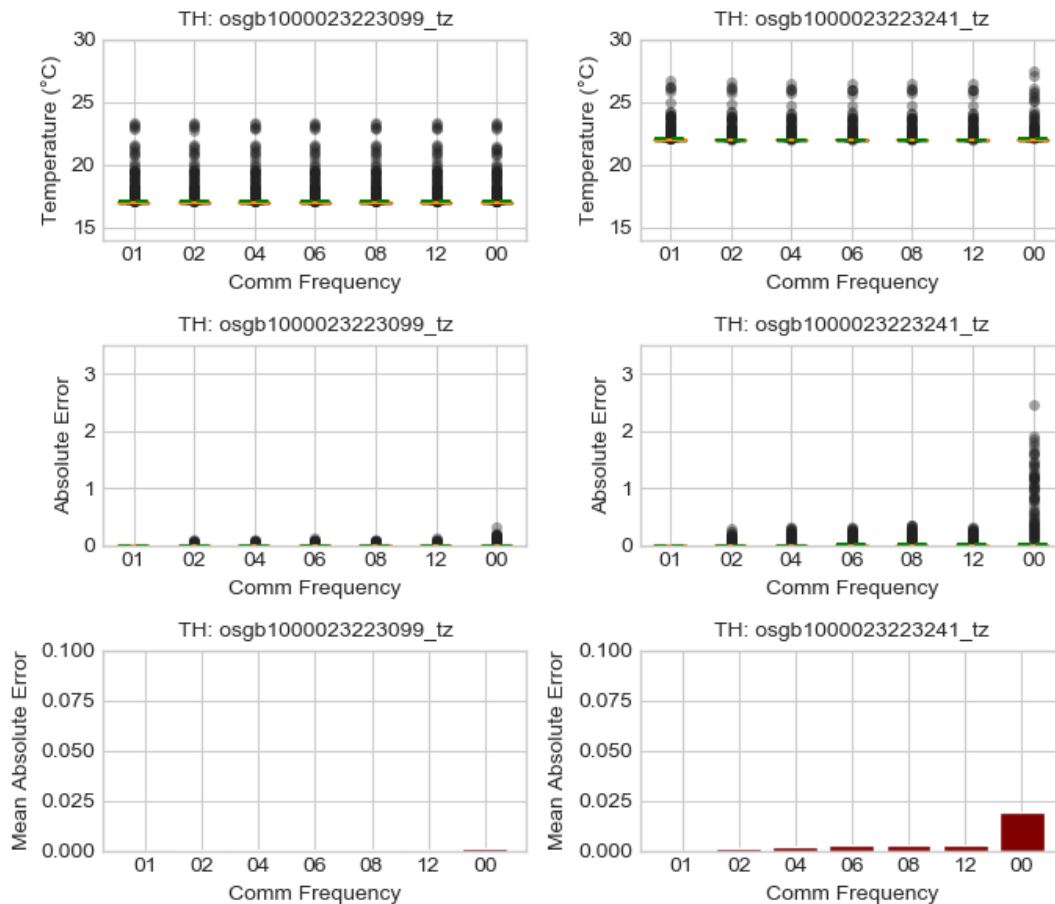 TH: osgb1000023223099_tz
30
25
20
15
Temperature (°C)
01 02 04 06 08 12 00
Comm Frequency
TH: osgb1000023223241_tz
30
25
20
15
Temperature (°C)
01 02 04 06 08 12 00
Comm Frequency
TH: osgb1000023223099_tz
3
2
1
0
Absolute Error
01 02 04 06 08 12 00
Comm Frequency
TH: osgb1000023223241_tz
3
2
1
0
Absolute Error
01 02 04 06 08 12 00
Comm Frequency
TH: osgb1000023223099_tz
0.100
0.075
0.050
0.025
0.000
Mean Absolute Error
01 02 04 06 08 12 00
Comm Frequency
TH: osgb1000023223241_tz
0.100
0.075
0.050
0.025
0.000
Mean Absolute Error
01 02 04 06 08 12 00
Comm Frequency